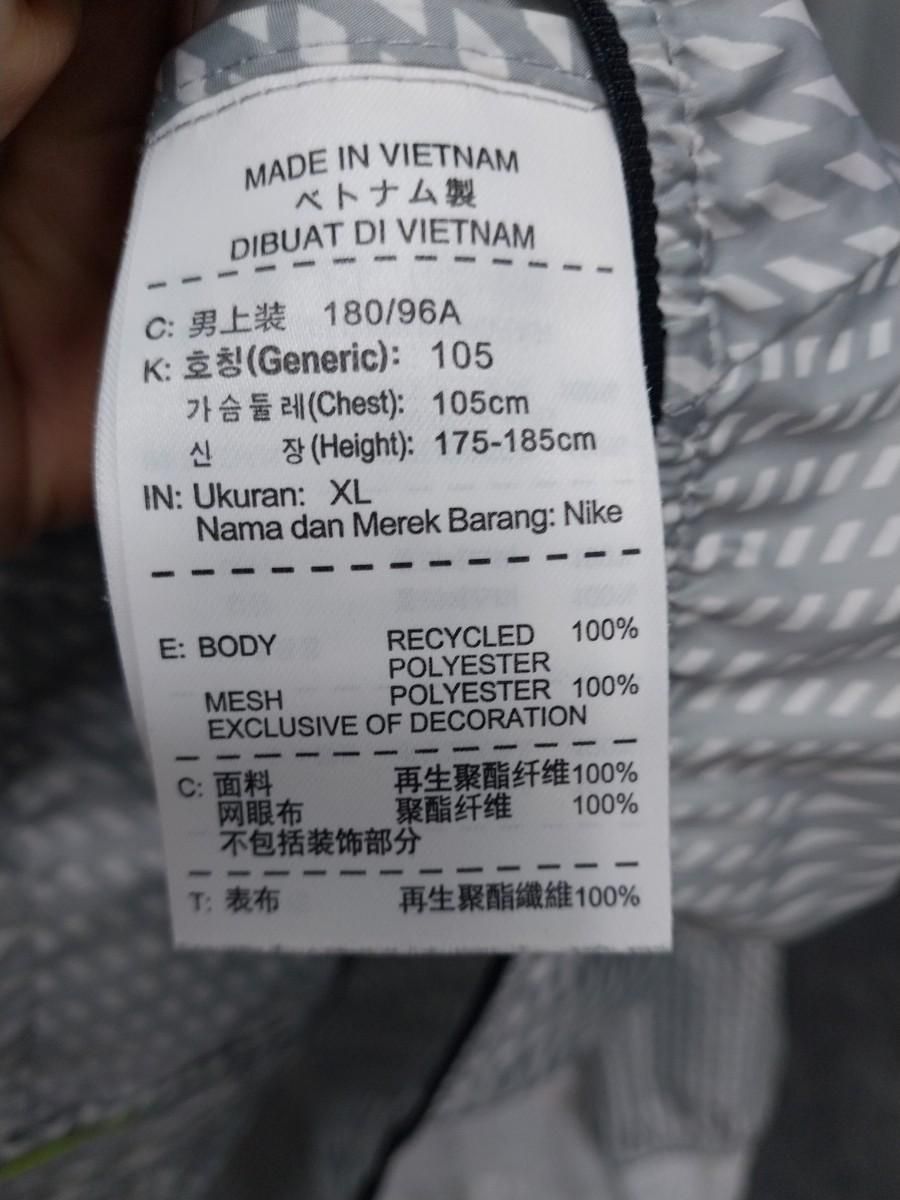 MADE IN VIETNAM
ベトナム製
DIBUAT DI VIETNAM
C: 男上装 180/96A
K: 호칭(Generic): 105
가슴둘레(Chest): 105cm
신 장(Height): 175-185cm
IN: Ukuran: XL
Nama dan Merek Barang: Nike
E: BODY RECYCLED 100%
POLYESTER
MESH POLYESTER 100%
EXCLUSIVE OF DECORATION
C: 面料 再生聚酯纤维100%
网眼布 聚酯纤维 100%
不包括装饰部分
T: 表布 再生聚酯纖維100%